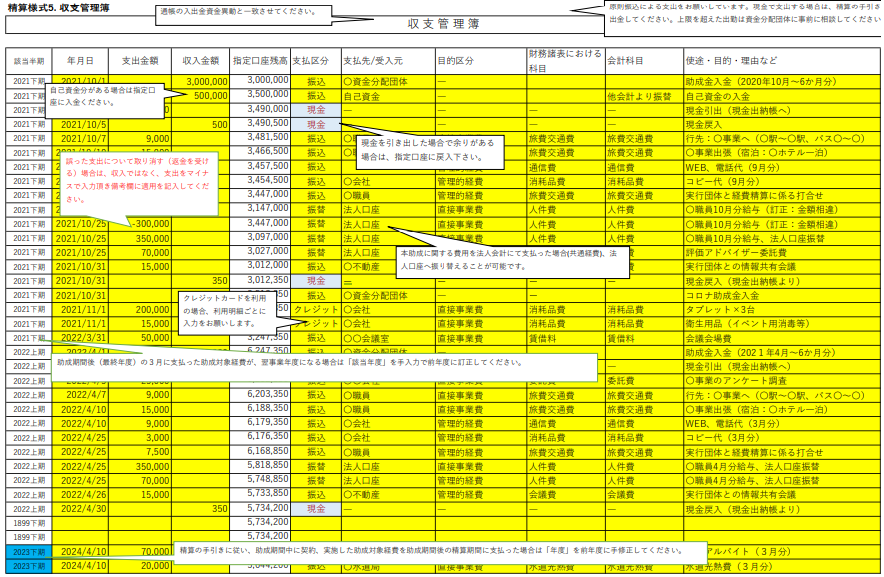 精算様式5. 収支管理簿
通帳の入出金資金異動と一致させてください。
原則振込による支出をお願いしています。現金で支出する場合は、精算の手引き
出金してください。上限を超えた出勤は資金分配団体に事前に相談してください
収支管理簿
該当半期 年月日 支出金額 収入金額 指定口座残高 支払区分 支払先/受入元 目的区分 財務諸表における科目 会計科目 使途・目的・理由など
2021下期 2021/10/1 3,000,000 3,000,000 振込 〇資金分配団体 — — — 助成金入金（2020年10月～6か月分）
2021下期 500,000 3,500,000 振込 自己資金 — — 他会計より振替 自己資金の入金
自己資金分がある場合は指定口座に入金ください。
2021下期 3,490,000 現金 — — — — 現金引出（現金出納帳へ）
2021下期 2021/10/5 500 3,490,500 現金 — — — 現金戻入
2021下期 2021/10/7 9,000 3,481,500 振込 旅費交通費 旅費交通費 行先：〇事業へ（〇駅～〇駅、バス〇～〇）
現金を引き出した場合で余りがある場合は、指定口座に戻入下さい。
2021下期 3,466,500 振込 旅費交通費 旅費交通費 〇事業出張（宿泊：〇ホテル一泊）
2021下期 3,457,500 振込 通信費 通信費 WEB、電話代（9月分）
誤った支出について取り消す（返金を受ける）場合は、収入ではなく、支出をマイナスで入力頂き備考欄に適用を記入してください。
2021下期 3,454,500 振込 〇会社 管理的経費 消耗品費 消耗品費 コピー代（9月分）
2021下期 3,447,000 振込 〇職員 管理的経費 旅費交通費 旅費交通費 実行団体と経費精算に係る打合せ
2021下期 3,147,000 振替 法人口座 直接事業費 人件費 人件費 〇職員10月分給与（訂正：金額相違）
2021下期 2021/10/25 -300,000 3,447,000 振替 法人口座 直接事業費 人件費 人件費 〇職員10月分給与（訂正：金額相違）
2021下期 2021/10/25 350,000 3,097,000 振替 法人口座 直接事業費 人件費 人件費 〇職員10月分給与、法人口座振替
2021下期 2021/10/25 70,000 3,027,000 振替 法人口座 評価アドバイザー委託費
本助成に関する費用を法人会計にて支払った場合(共通経費)、法人口座へ振り替えることが可能です。
2021下期 2021/10/31 15,000 3,012,000 振込 〇不動産 実行団体との情報共有会議
2021下期 2021/10/31 350 3,012,350 現金 — — — — 現金戻入（現金出納帳より）
2021下期 2021/10/31 振込 〇資金分配団体 — — コロナ助成金入金
クレジットカードを利用の場合、利用明細ごとに入力をお願いします。
2021下期 2021/11/1 200,000 クレジット 〇会社 直接事業費 消耗品費 消耗品費 タブレット×3台
2021下期 2021/11/1 15,000 クレジット 〇会社 直接事業費 消耗品費 消耗品費 衛生用品（イベント用消毒等）
2021下期 2022/3/31 50,000 3,247,350 振込 〇〇会議室 直接事業費 賃借料 賃借料 会議会場費
2022上期 2022/4/1 6,247,350 振込 〇資金分配団体 — — 助成金入金（202１年4月～6か月分）
助成期間後（最終年度）の３月に支払った助成対象経費が、翌事業年度になる場合は「該当年度」を手入力で前年度に訂正してください。
2022上期 — 現金引出（現金出納帳へ）
2022上期 委託費 〇事業のアンケート調査
2022上期 2022/4/7 9,000 6,203,350 振込 〇職員 直接事業費 旅費交通費 旅費交通費 行先：〇事業へ（〇駅～〇駅、バス〇～〇）
2022上期 2022/4/10 15,000 6,188,350 振込 〇職員 直接事業費 旅費交通費 旅費交通費 〇事業出張（宿泊：〇ホテル一泊）
2022上期 2022/4/10 9,000 6,179,350 振込 〇会社 管理的経費 通信費 通信費 WEB、電話代（3月分）
2022上期 2022/4/25 3,000 6,176,350 振込 〇会社 管理的経費 消耗品費 消耗品費 コピー代（3月分）
2022上期 2022/4/25 7,500 6,168,850 振込 〇職員 管理的経費 旅費交通費 旅費交通費 実行団体と経費精算に係る打合せ
2022上期 2022/4/25 350,000 5,818,850 振替 法人口座 直接事業費 人件費 人件費 〇職員4月分給与、法人口座振替
2022上期 2022/4/25 70,000 5,748,850 振替 法人口座 管理的経費 人件費 人件費 〇職員4月分給与、法人口座振替
2022上期 2022/4/26 15,000 5,733,850 振込 〇不動産 管理的経費 会議費 会議費 実行団体との情報共有会議
2022上期 2022/4/30 350 5,734,200 現金 — — — — 現金戻入（現金出納帳より）
1899下期 5,734,200
1899下期 5,734,200
2023下期 2024/4/10 70,000 アルバイト（３月分）
精算の手引きに従い、助成期間中に契約、実施した助成対象経費を助成期間後の精算期間に支払った場合は「年度」を前年度に手修正してください。
2023下期 2024/4/10 20,000 5,644,200 振込 〇水道局 直接事業費 水道光熱費 水道光熱費 水道光熱費（３月分）